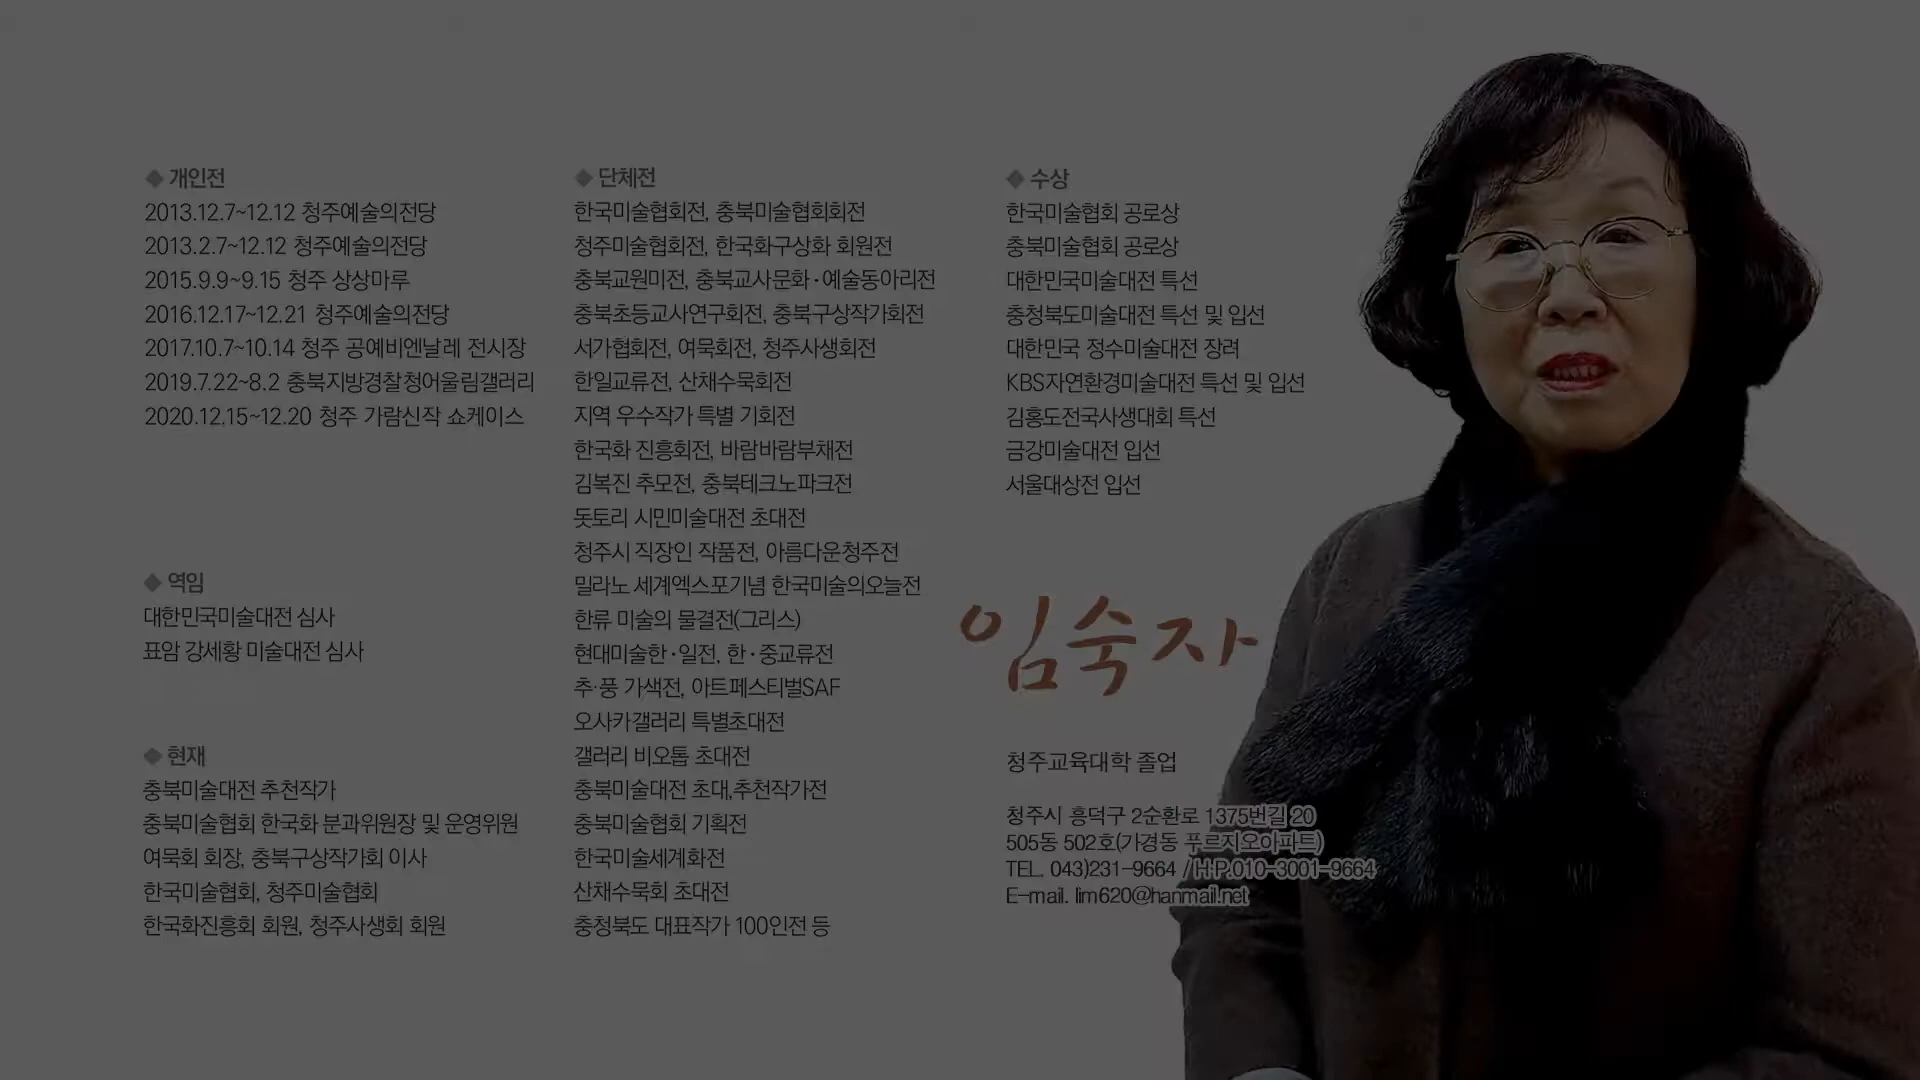 ◆ 개인전
2013.12.7~12.12 청주예술의전당
2013.2.7~12.12 청주예술의전당
2015.9.9~9.15 청주 상상마루
2016.12.17~12.21 청주예술의전당
2017.10.7~10.14 청주 공예비엔날레 전시장
2019.7.22~8.2 충북지방경찰청어울림갤러리
2020.12.15~12.20 청주 가람신작 쇼케이스
◆ 역임
대한민국미술대전 심사
표암 강세황 미술대전 심사
◆ 현재
충북미술대전 추천작가
충북미술협회 한국화 분과위원장 및 운영위원
여묵회 회장, 충북구상작가회 이사
한국미술협회, 청주미술협회
한국화진흥회 회원, 청주사생회 회원
◆ 단체전
한국미술협회전, 충북미술협회회전
청주미술협회전, 한국화구상화 회원전
충북교원미전, 충북교사문화·예술동아리전
충북초등교사연구회전, 충북구상작가회전
서가협회전, 여묵회전, 청주사생회전
한일교류전, 산채수묵회전
지역 우수작가 특별 기회전
한국화 진흥회전, 바람바람부채전
김복진 추모전, 충북테크노파크전
돗토리 시민미술대전 초대전
청주시 직장인 작품전, 아름다운청주전
밀라노 세계엑스포기념 한국미술의오늘전
한류 미술의 물결전(그리스)
현대미술한·일전, 한·중교류전
추·풍 가색전, 아트페스티벌SAF
오사카갤러리 특별초대전
갤러리 비오톱 초대전
충북미술대전 초대,추천작가전
충북미술협회 기획전
한국미술세계화전
산채수묵회 초대전
충청북도 대표작가 100인전 등
◆ 수상
한국미술협회 공로상
충북미술협회 공로상
대한민국미술대전 특선
충청북도미술대전 특선 및 입선
대한민국 정수미술대전 장려
KBS자연환경미술대전 특선 및 입선
김홍도전국사생대회 특선
금강미술대전 입선
서울대상전 입선
임숙자
청주교육대학 졸업
청주시 흥덕구 2순환로 1375번길 20
505동 502호(가경동 푸르지오아파트)
TEL. 043)231-9664 / H·P.010-3001-9664
E-mail. lim620@hanmail.net